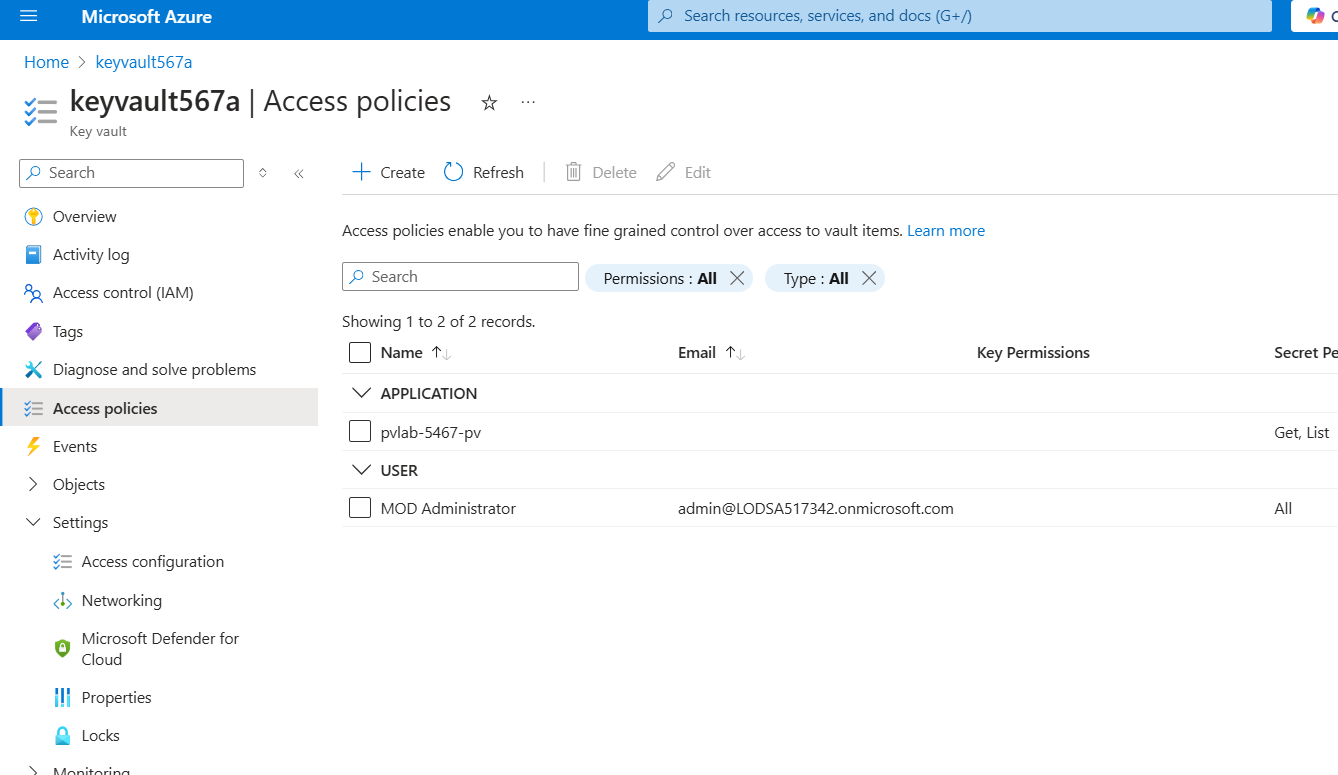 Microsoft Azure
Search resources, services, and docs (G+/)
Home > keyvault567a
keyvault567a | Access policies
Key vault
Search
Create Refresh Delete Edit
Overview
Activity log
Access control (IAM)
Tags
Diagnose and solve problems
Access policies
Events
Objects
Settings
Access configuration
Networking
Microsoft Defender for
Cloud
Properties
Locks
Monitoring
Access policies enable you to have fine grained control over access to vault items. Learn more
Search
Permissions : All
Type : All
Showing 1 to 2 of 2 records.
Name Email Key Permissions Secret Pe
APPLICATION
pvlab-5467-pv Get, List
USER
MOD Administrator admin@LODSA517342.onmicrosoft.com All